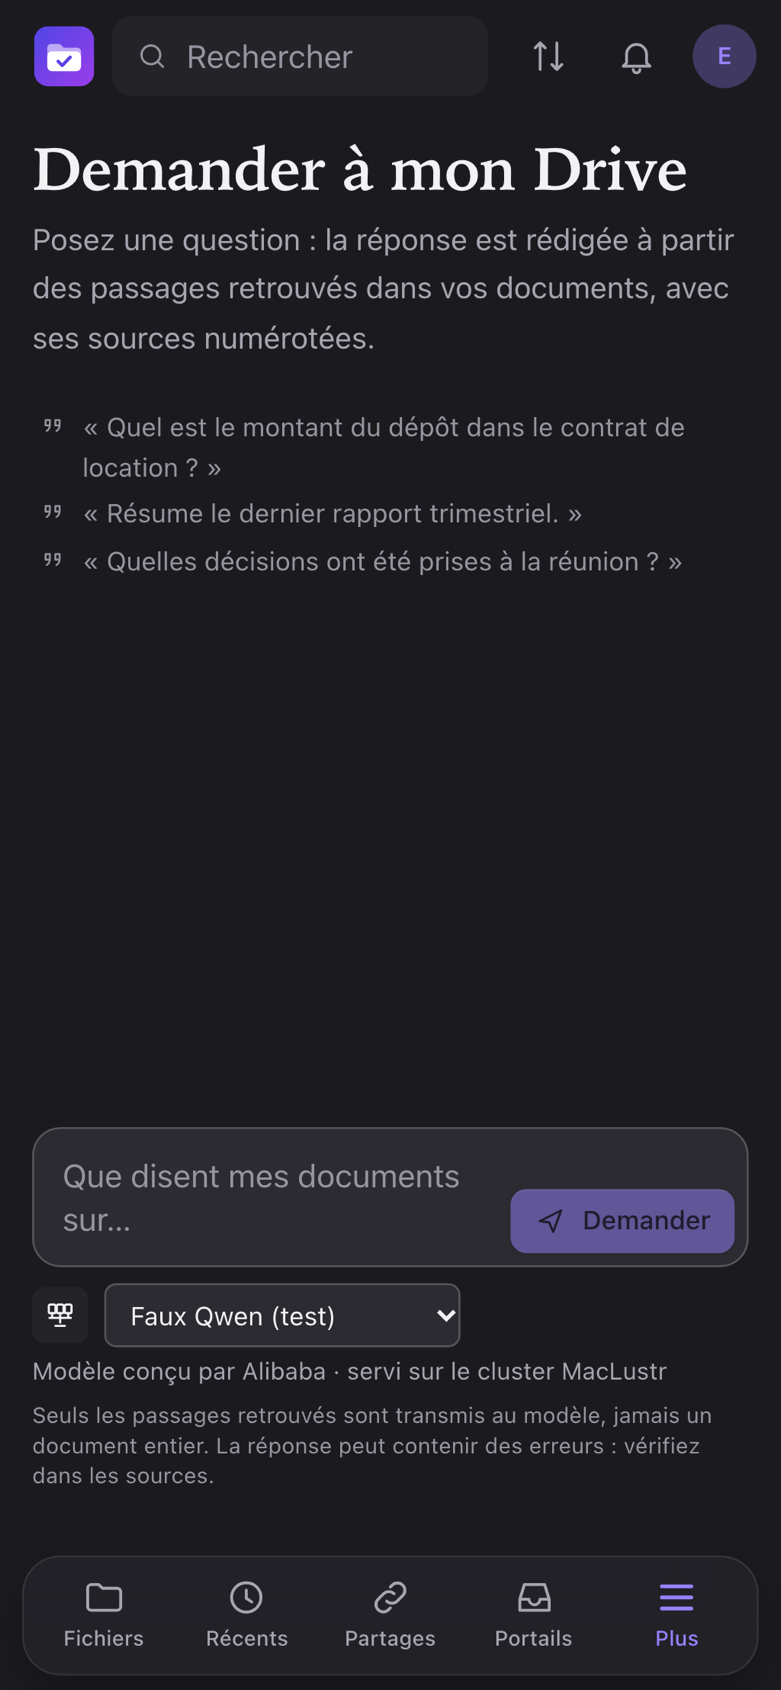 Rechercher
E
Demander à mon Drive
Posez une question : la réponse est rédigée à partir
des passages retrouvés dans vos documents, avec
ses sources numérotées.
« Quel est le montant du dépôt dans le contrat de
location ? »
« Résume le dernier rapport trimestriel. »
« Quelles décisions ont été prises à la réunion ? »
Que disent mes documents
sur...
Demander
Faux Qwen (test)
Modèle conçu par Alibaba · servi sur le cluster MacLustr
Seuls les passages retrouvés sont transmis au modèle, jamais un
document entier. La réponse peut contenir des erreurs : vérifiez
dans les sources.
Fichiers
Récents
Partages
Portails
Plus